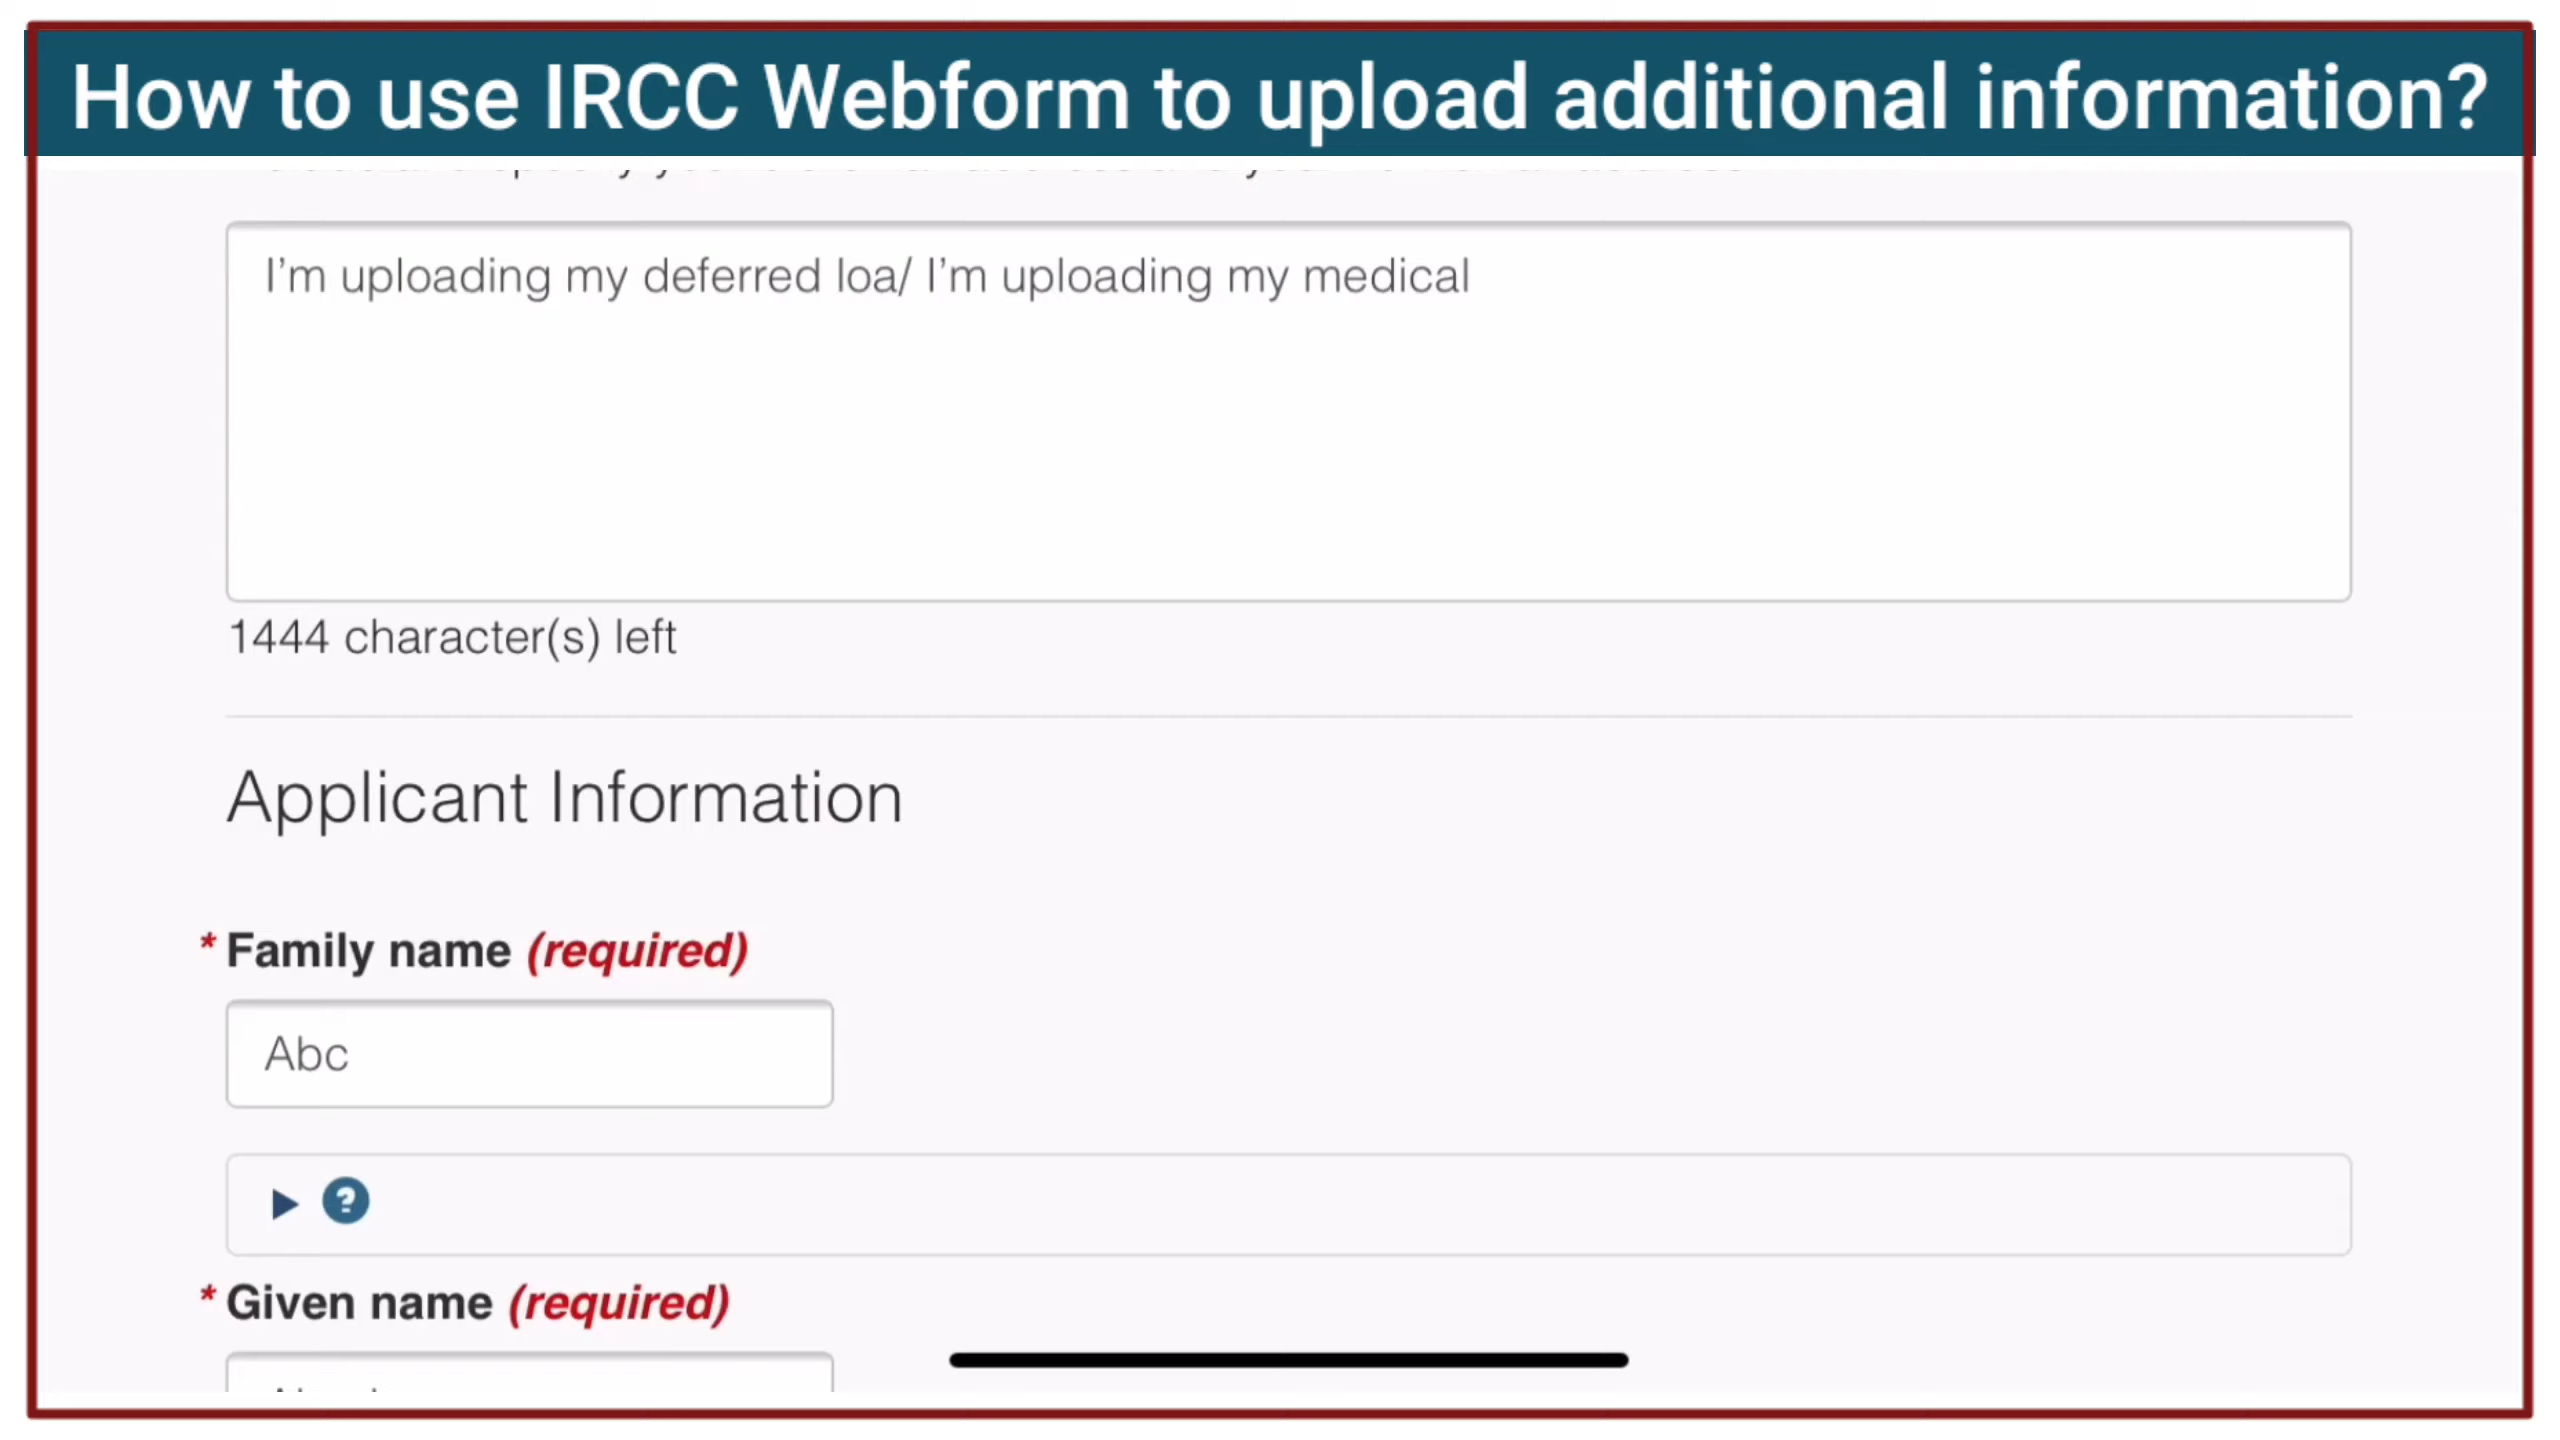 How to use IRCC Webform to upload additional information?
I'm uploading my deferred loa/ I'm uploading my medical
1444 character(s) left
Applicant Information
* Family name (required)
Abc
?
* Given name (required)